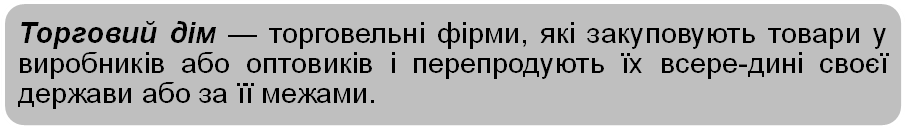 Торговий дім — торговельні фірми, які закуповують товари у
виробників або оптовиків і перепродують їх всере-дині своєї
держави або за її межами.